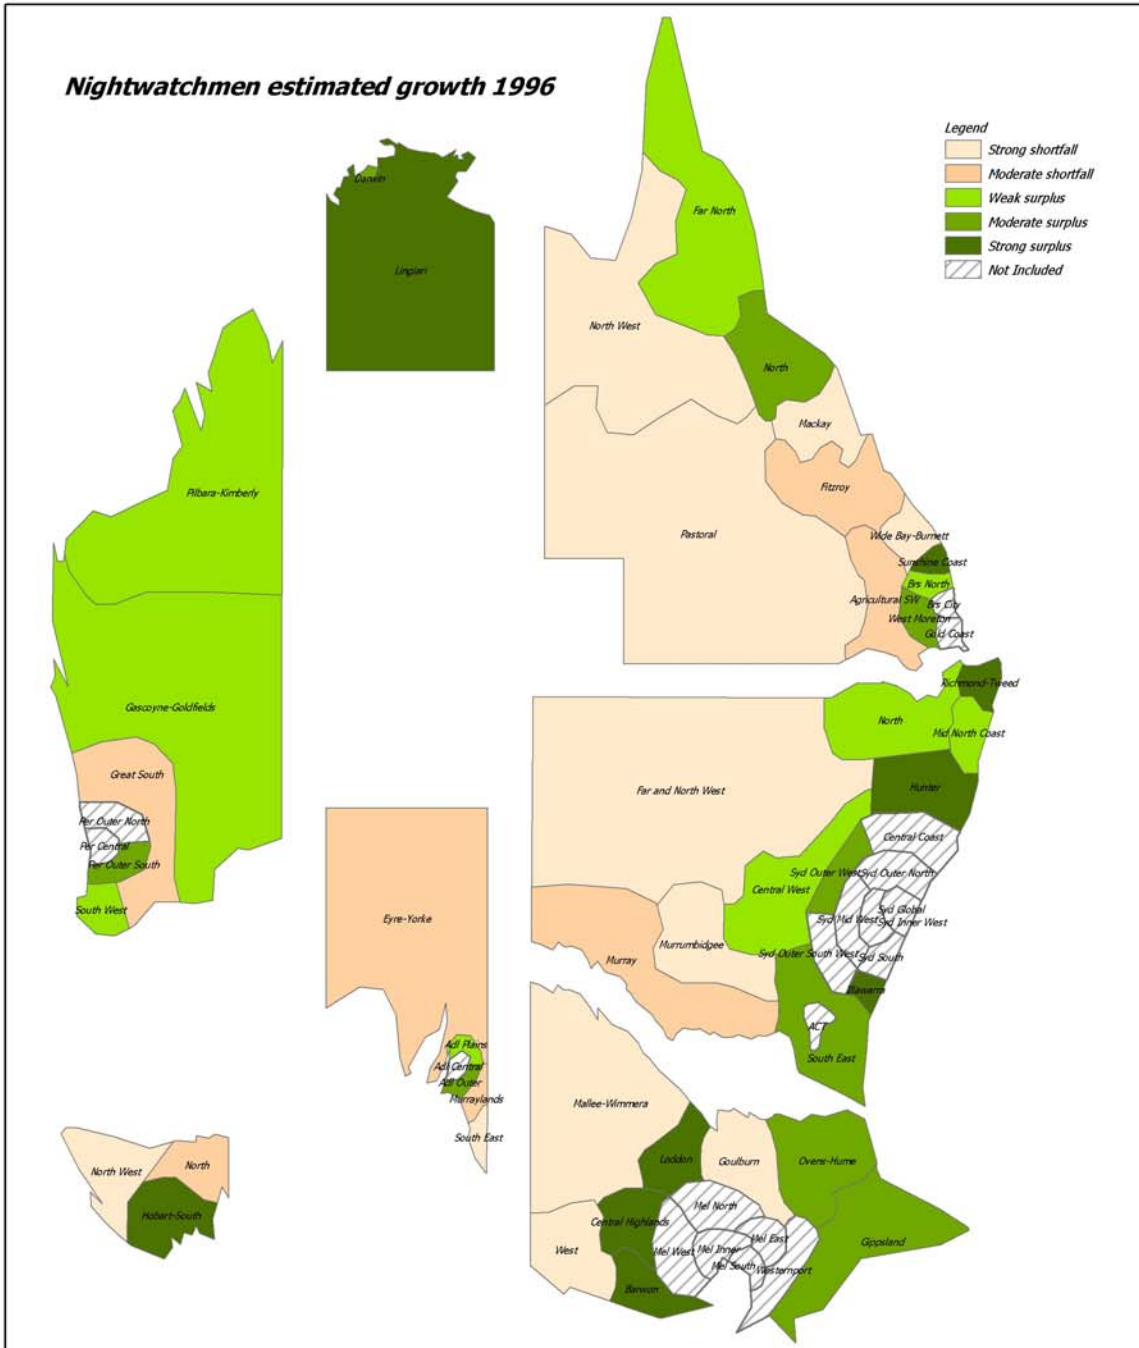 Nightwatchmen estimated growth 1996
Legend
Strong shortfall
Moderate shortfall
Weak surplus
Moderate surplus
Strong surplus
Not Included
Darwin
Lingiari
Far North
North West
North
Mackay
Fitzroy
Pastoral
Wide Bay-Burnett
Sunshine Coast
Brs North
Agricultural SW
Brs City
West Moreton
Gold Coast
Pilbara-Kimberly
Gascoyne-Goldfields
Great South
Per Outer North
Per Central
Per Outer South
South West
Richmond-Tweed
North
Mid North Coast
Far and North West
Hunter
Central Coast
Syd Outer West
Syd Outer North
Central West
Syd Global
Syd Mid West
Syd Inner West
Murrumbidgee
Syd Outer South West
Syd South
Murray
Illawarra
ACT
South East
Eyre-Yorke
Adl Plains
Adl Central
Adl Outer
Murraylands
South East
Mallee-Wimmera
Loddon
Goulburn
Ovens-Hume
Mel North
Central Highlands
Mel East
Gippsland
West
Mel West
Mel Inner
Mel South
Westernport
Barwon
North West
North
Hobart-South